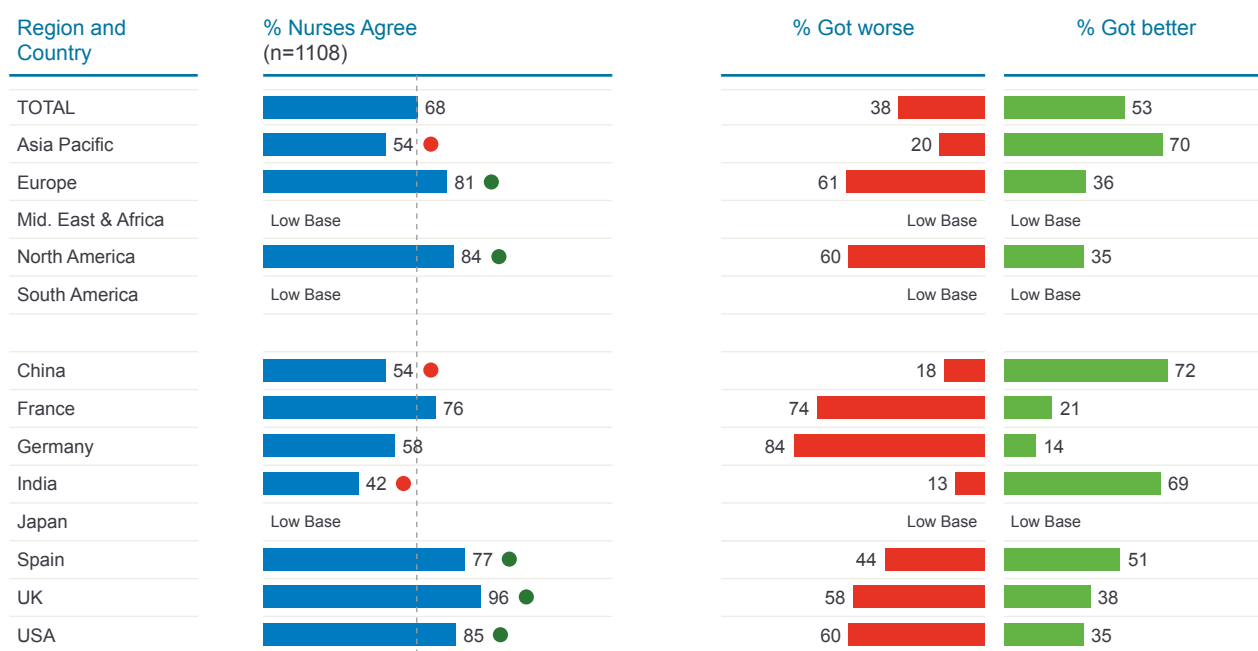 Region and Country % Nurses Agree (n=1108) % Got worse % Got better
TOTAL 68 38 53
Asia Pacific 54 20 70
Europe 81 61 36
Mid. East & Africa Low Base Low Base Low Base
North America 84 60 35
South America Low Base Low Base Low Base
China 54 18 72
France 76 74 21
Germany 58 84 14
India 42 13 69
Japan Low Base Low Base Low Base
Spain 77 44 51
UK 96 58 38
USA 85 60 35